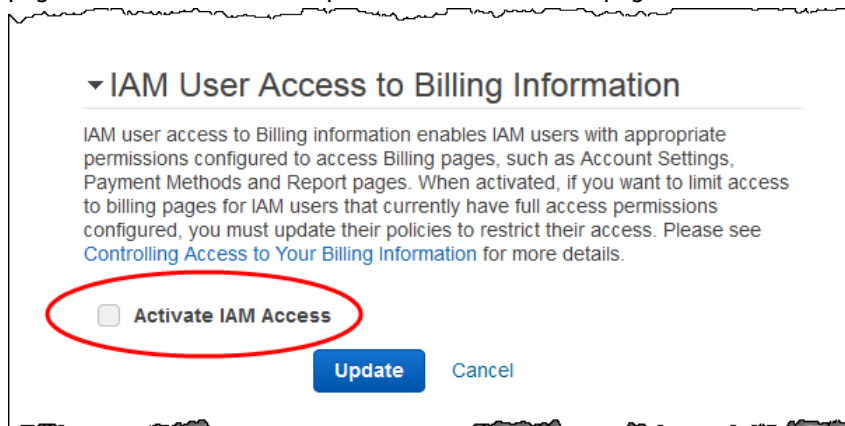 IAM User Access to Billing Information
IAM user access to Billing information enables IAM users with appropriate
permissions configured to access Billing pages, such as Account Settings,
Payment Methods and Report pages. When activated, if you want to limit access
to billing pages for IAM users that currently have full access permissions
configured, you must update their policies to restrict their access. Please see
Controlling Access to Your Billing Information for more details.
Activate IAM Access
Update Cancel